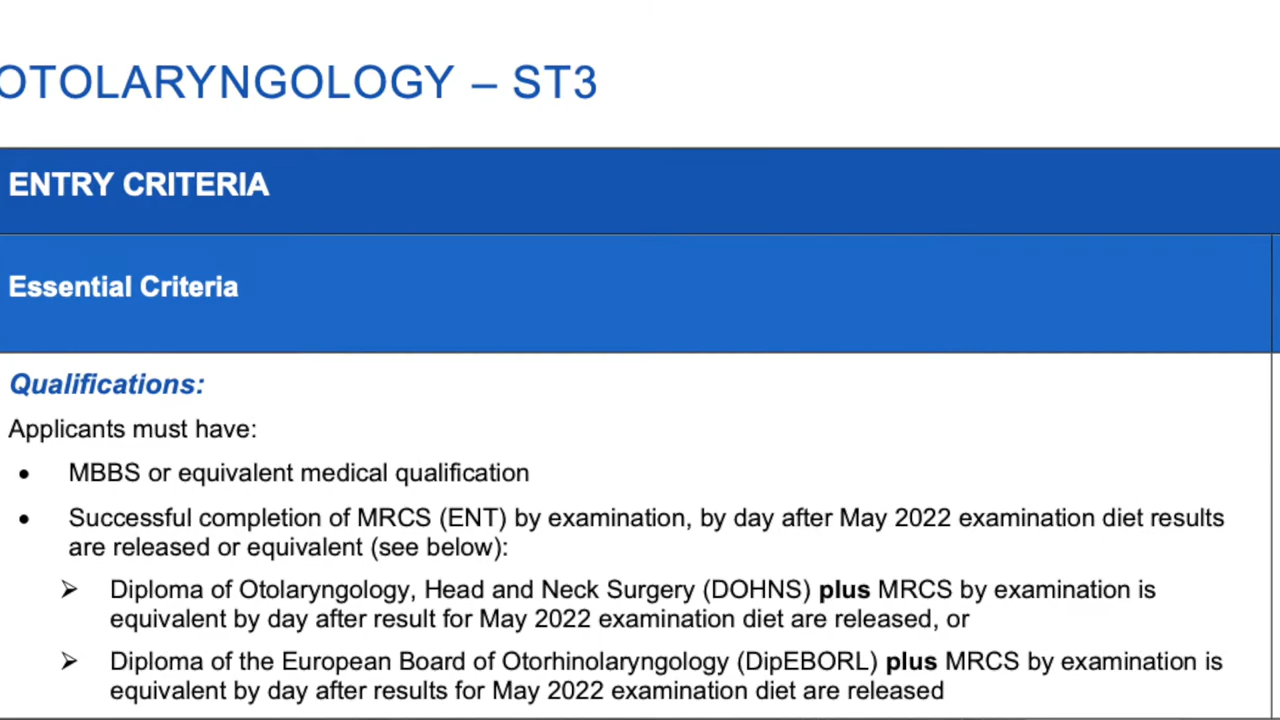 OTOLARYNGOLOGY – ST3
ENTRY CRITERIA
Essential Criteria
Qualifications:
Applicants must have:
• MBBS or equivalent medical qualification
• Successful completion of MRCS (ENT) by examination, by day after May 2022 examination diet results
are released or equivalent (see below):
➢ Diploma of Otolaryngology, Head and Neck Surgery (DOHNS) plus MRCS by examination is
equivalent by day after result for May 2022 examination diet are released, or
➢ Diploma of the European Board of Otorhinolaryngology (DipEBORL) plus MRCS by examination is
equivalent by day after results for May 2022 examination diet are released